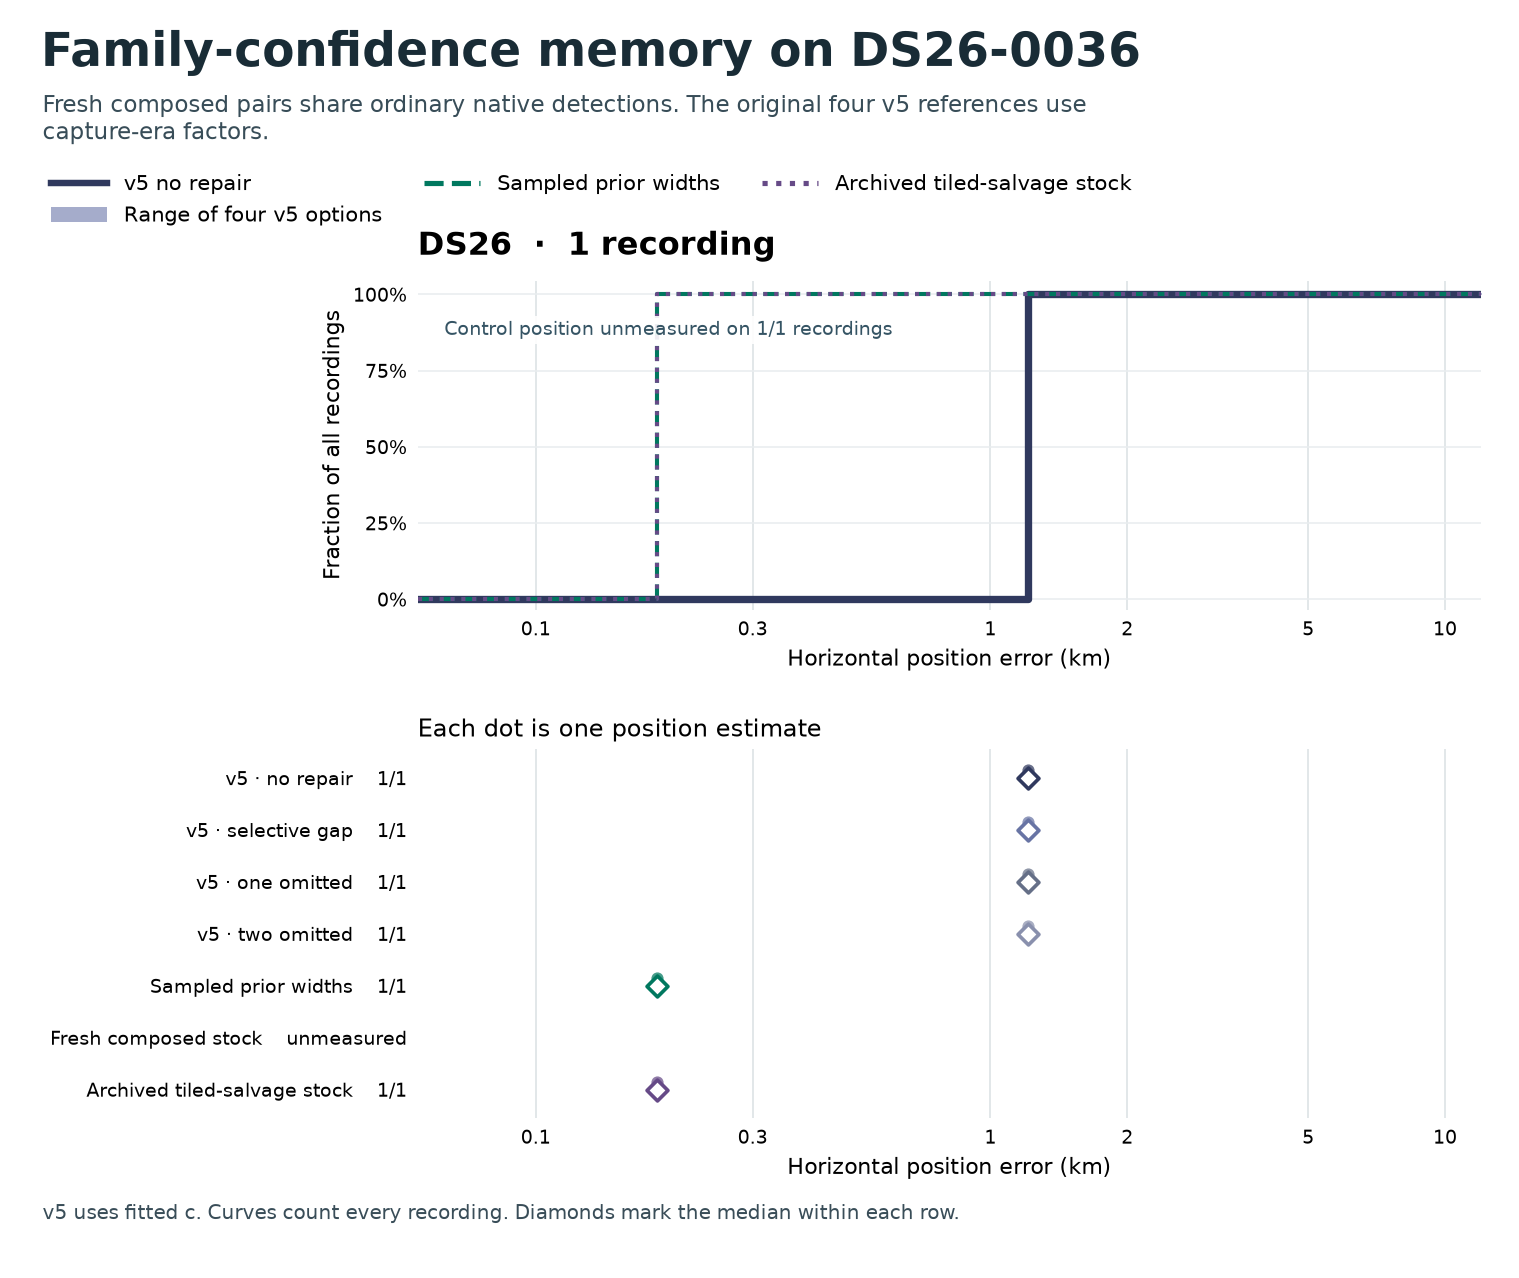 Family-confidence memory on DS26-0036
Fresh composed pairs share ordinary native detections. The original four v5 references use
capture-era factors.
v5 no repair
Sampled prior widths
Archived tiled-salvage stock
Range of four v5 options
DS26 · 1 recording
100%
Control position unmeasured on 1/1 recordings
75%
50%
25%
0%
Fraction of all recordings
0.1 0.3 1 2 5 10
Horizontal position error (km)
Each dot is one position estimate
v5 · no repair 1/1
v5 · selective gap 1/1
v5 · one omitted 1/1
v5 · two omitted 1/1
Sampled prior widths 1/1
Fresh composed stock unmeasured
Archived tiled-salvage stock 1/1
0.1 0.3 1 2 5 10
Horizontal position error (km)
v5 uses fitted c. Curves count every recording. Diamonds mark the median within each row.